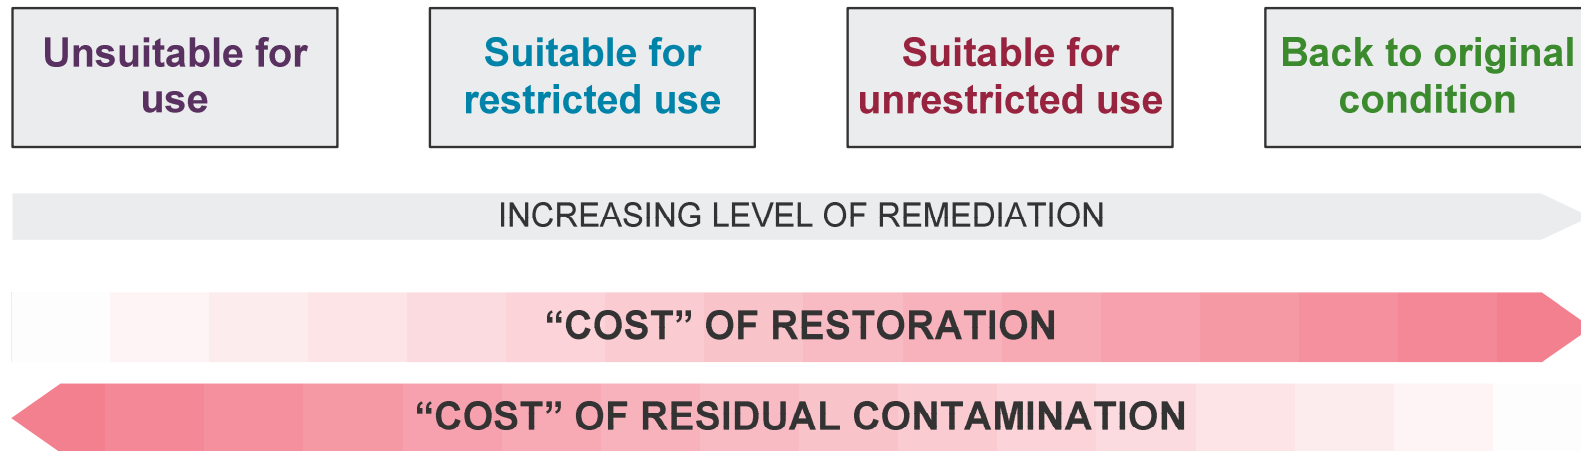 Unsuitable for
use
Suitable for
restricted use
Suitable for
unrestricted use
Back to original
condition
INCREASING LEVEL OF REMEDIATION
“COST” OF RESTORATION
“COST” OF RESIDUAL CONTAMINATION